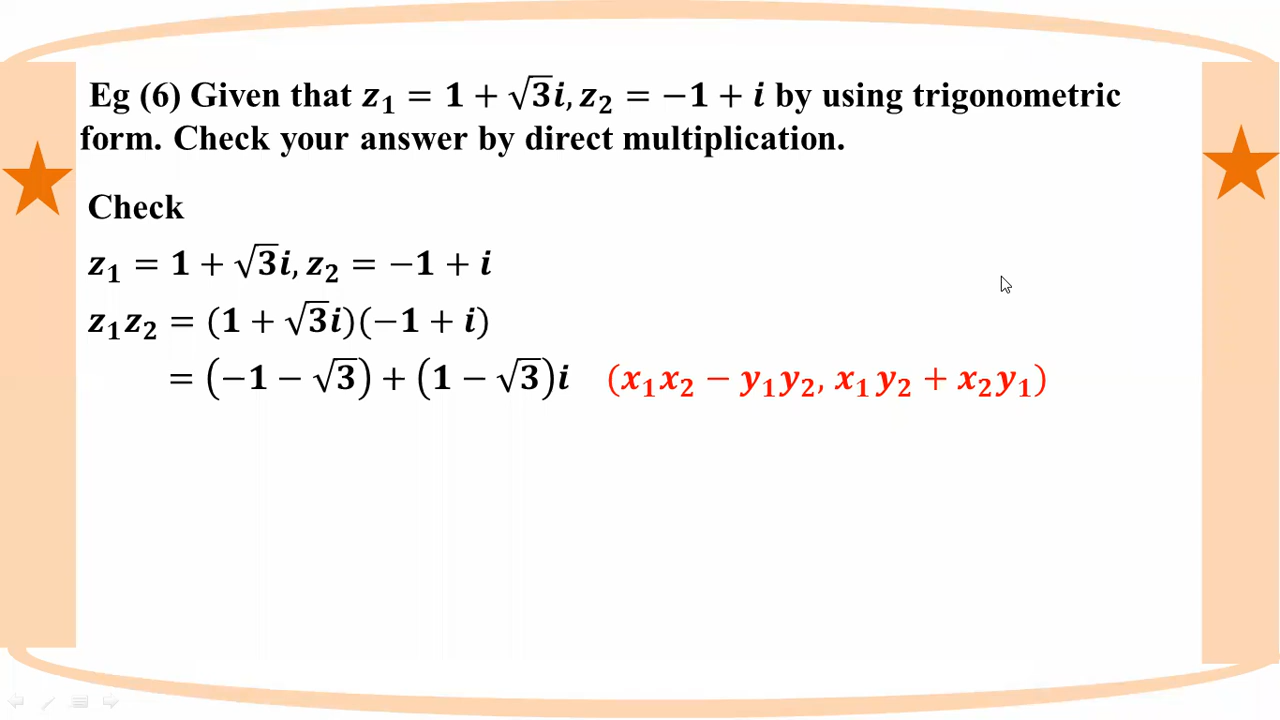 Eg (6) Given that z₁ = 1 + √3i, z₂ = −1 + i by using trigonometric
form. Check your answer by direct multiplication.
Check
z₁ = 1 + √3i, z₂ = −1 + i
z₁z₂ = (1 + √3i)(−1 + i)
= (−1 − √3) + (1 − √3)i (x₁x₂ − y₁y₂, x₁y₂ + x₂y₁)